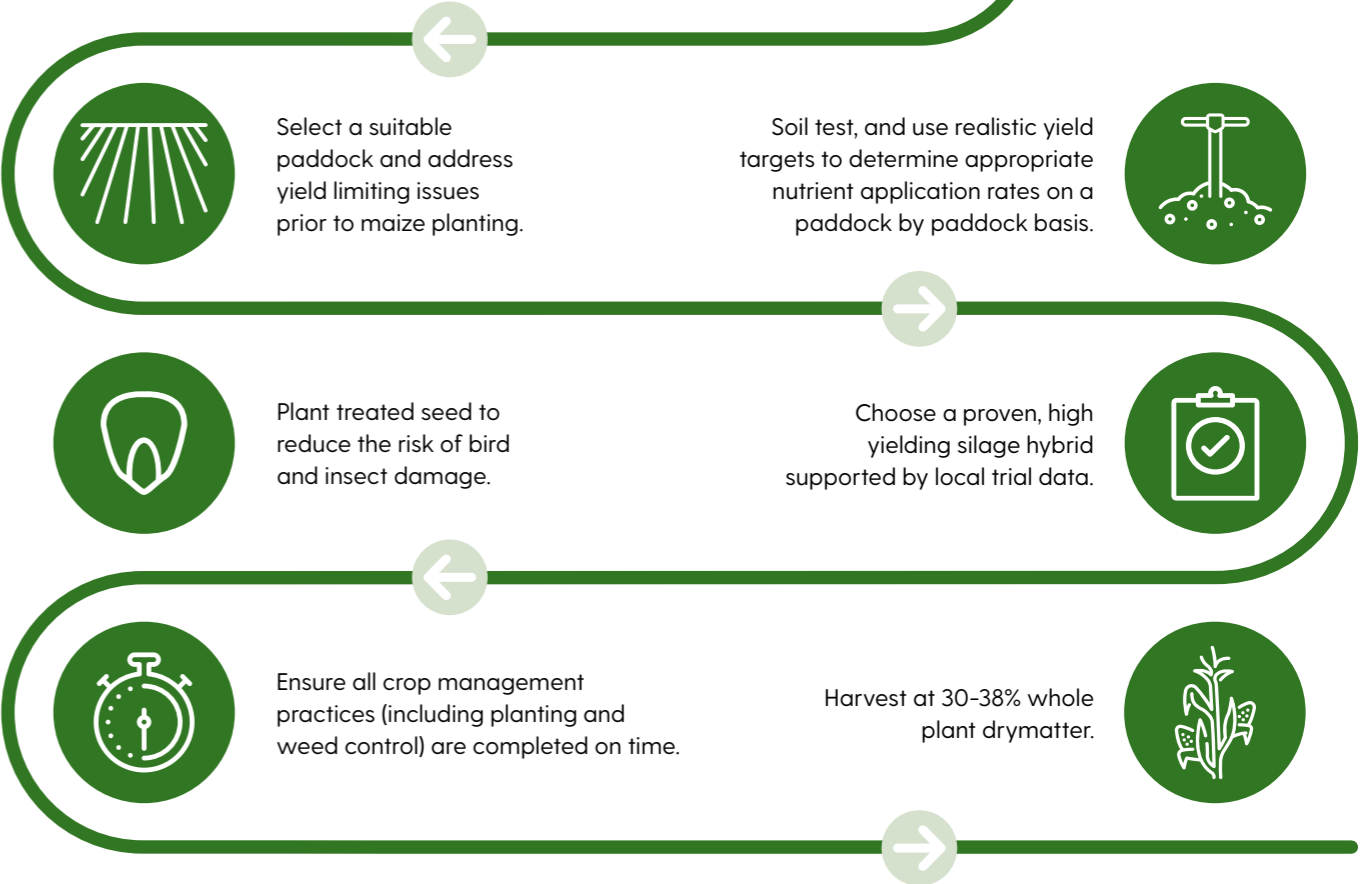 Select a suitable
paddock and address
yield limiting issues
prior to maize planting.
Soil test, and use realistic yield
targets to determine appropriate
nutrient application rates on a
paddock by paddock basis.
Plant treated seed to
reduce the risk of bird
and insect damage.
Choose a proven, high
yielding silage hybrid
supported by local trial data.
Ensure all crop management
practices (including planting and
weed control) are completed on time.
Harvest at 30-38% whole
plant drymatter.